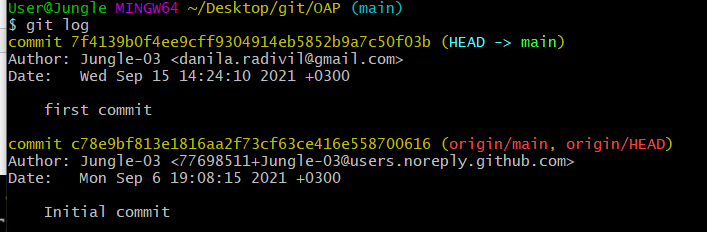 User@Jungle MINGW64 ~/Desktop/git/OAP (main)
$ git log
commit 7f4139b0f4ee9cff9304914eb5852b9a7c50f03b (HEAD -> main)
Author: Jungle-03 <danila.radivil@gmail.com>
Date:   Wed Sep 15 14:24:10 2021 +0300
    first commit
commit c78e9bf813e1816aa2f73cf63ce416e558700616 (origin/main, origin/HEAD)
Author: Jungle-03 <77698511+Jungle-03@users.noreply.github.com>
Date:   Mon Sep 6 19:08:15 2021 +0300
    Initial commit